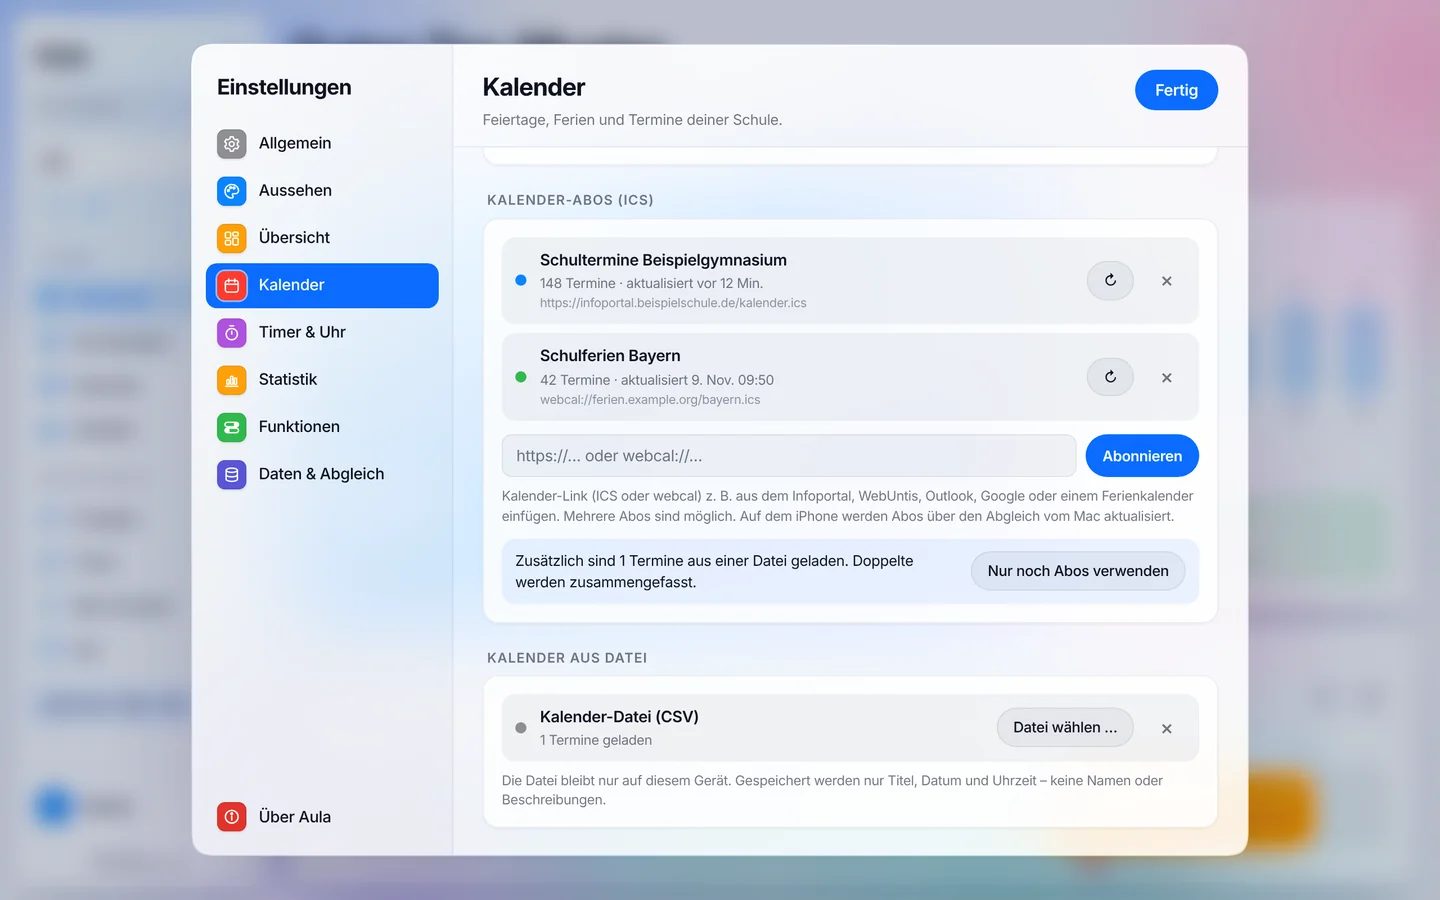 Einstellungen
Allgemein
Aussehen
Übersicht
Kalender
Timer & Uhr
Statistik
Funktionen
Daten & Abgleich
Über Aula
Kalender
Feiertage, Ferien und Termine deiner Schule.
Fertig
KALENDER-ABOS (ICS)
Schultermine Beispielgymnasium
148 Termine · aktualisiert vor 12 Min.
https://infoportal.beispielschule.de/kalender.ics
Schulferien Bayern
42 Termine · aktualisiert 9. Nov. 09:50
webcal://ferien.example.org/bayern.ics
https://... oder webcal://...
Abonnieren
Kalender-Link (ICS oder webcal) z. B. aus dem Infoportal, WebUntis, Outlook, Google oder einem Ferienkalender
einfügen. Mehrere Abos sind möglich. Auf dem iPhone werden Abos über den Abgleich vom Mac aktualisiert.
Zusätzlich sind 1 Termine aus einer Datei geladen. Doppelte
werden zusammengefasst.
Nur noch Abos verwenden
KALENDER AUS DATEI
Kalender-Datei (CSV)
1 Termine geladen
Datei wählen ...
Die Datei bleibt nur auf diesem Gerät. Gespeichert werden nur Titel, Datum und Uhrzeit – keine Namen oder
Beschreibungen.